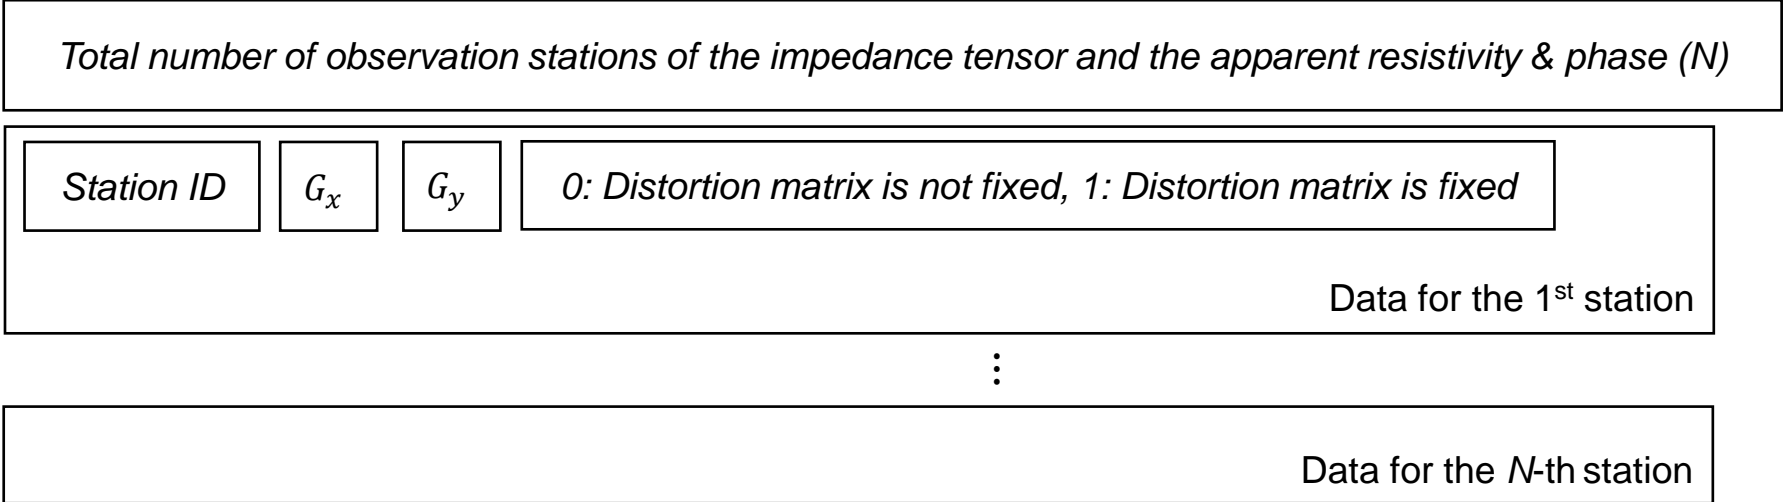 Total number of observation stations of the impedance tensor and the apparent resistivity & phase (N)
Station ID G_x G_y 0: Distortion matrix is not fixed, 1: Distortion matrix is fixed
Data for the 1st station
⋮
Data for the N-th station